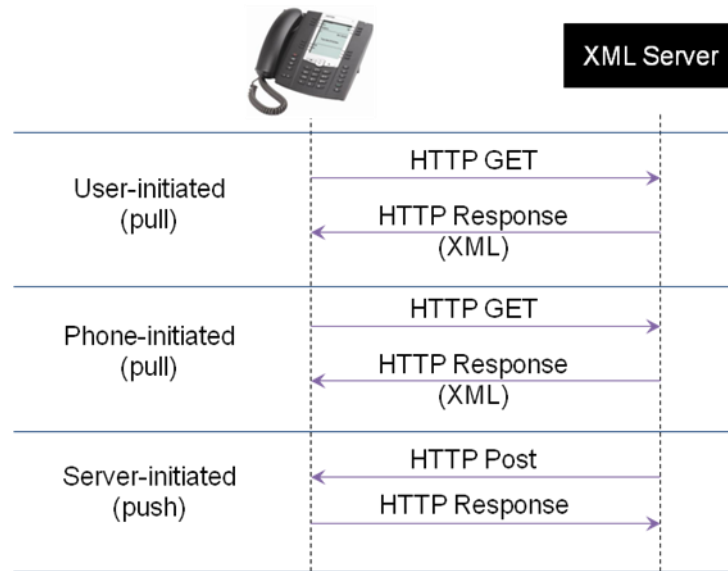 XML Server
User-initiated
(pull)
HTTP GET
HTTP Response
(XML)
Phone-initiated
(pull)
HTTP GET
HTTP Response
(XML)
Server-initiated
(push)
HTTP Post
HTTP Response